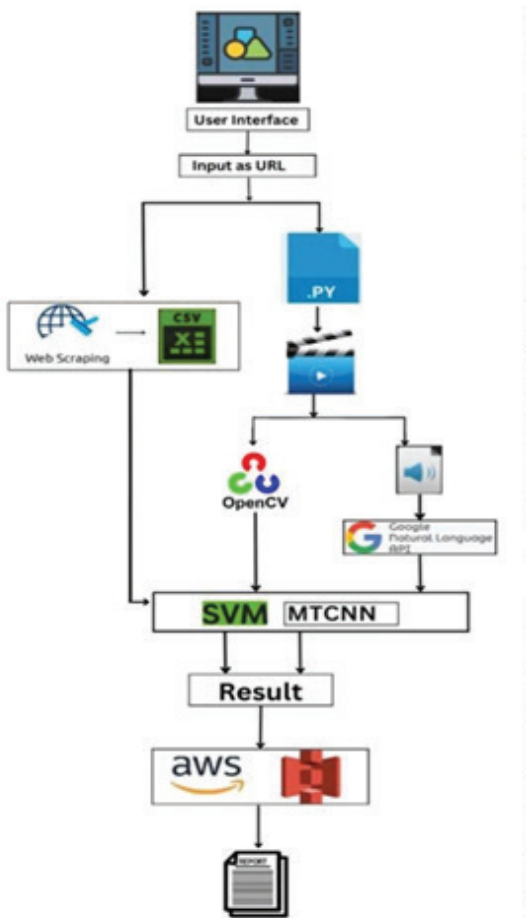 User Interface
Input as URL
.PY
CSV
Web Scraping
OpenCV
Google
Natural Language
API
SVM MTCNN
Result
aws
REPORT